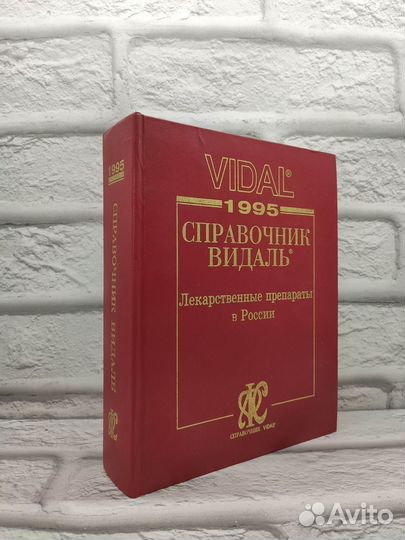 VIDAL®
1995
СПРАВОЧНИК
ВИДАЛЬ®
Лекарственные препараты
в России
СПРАВОЧНИК VIDAL
1995
СПРАВОЧНИК ВИДАЛЬ
Avito